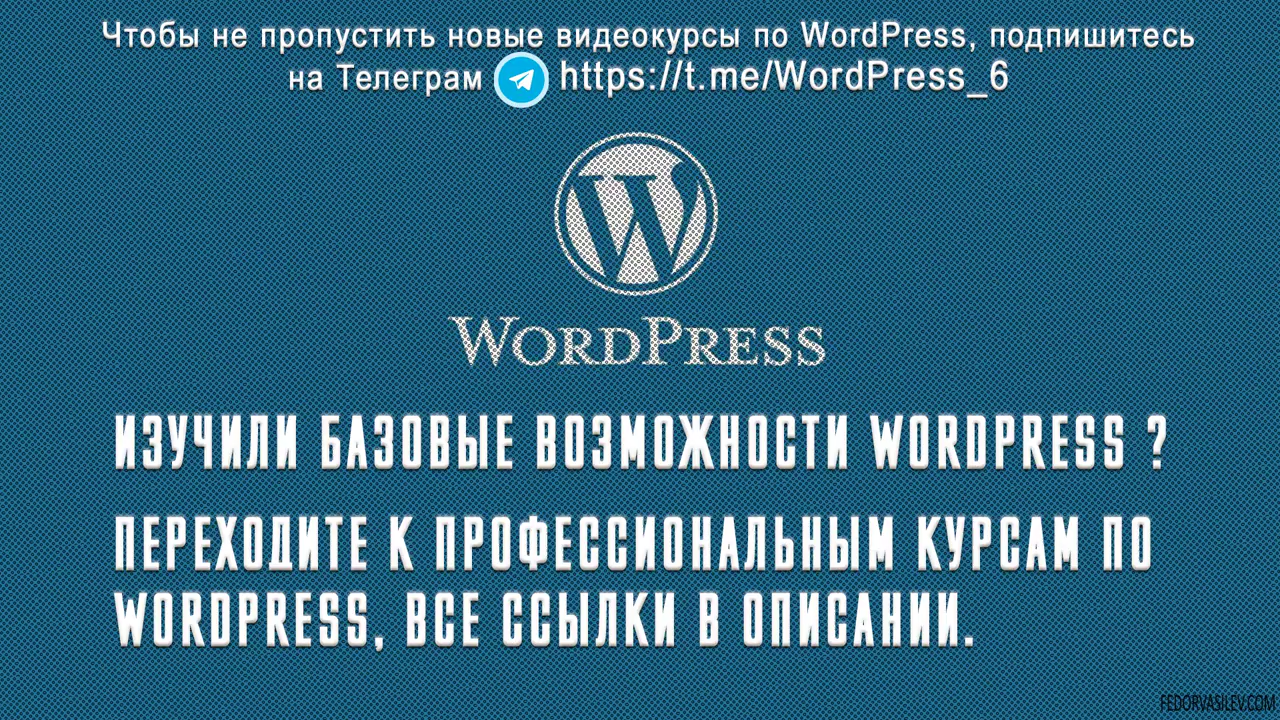 Чтобы не пропустить новые видеокурсы по WordPress, подпишитесь
на Телеграм https://t.me/WordPress_6
WORDPRESS
ИЗУЧИЛИ БАЗОВЫЕ ВОЗМОЖНОСТИ WORDPRESS ?
ПЕРЕХОДИТЕ К ПРОФЕССИОНАЛЬНЫМ КУРСАМ ПО
WORDPRESS, ВСЕ ССЫЛКИ В ОПИСАНИИ.
FEDORVASILEV.COM